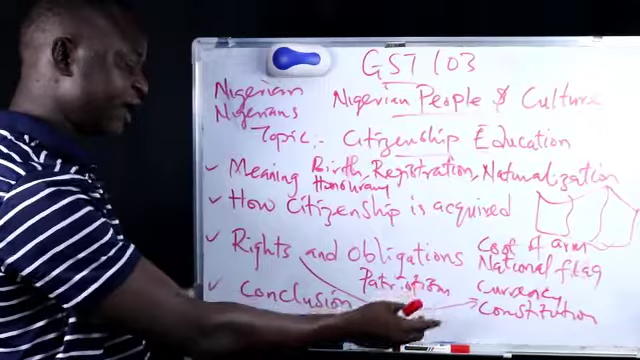 GST 103
Nigerian
Nigerians
Nigerian People & Culture
Topic :- Citizenship Education
Meaning Birth, Registration, Naturalization
Honourary
How Citizenship is acquired
Rights and Obligations
Coat of arm
National flag
Patriotism
Currency
Conclusion
Constitution